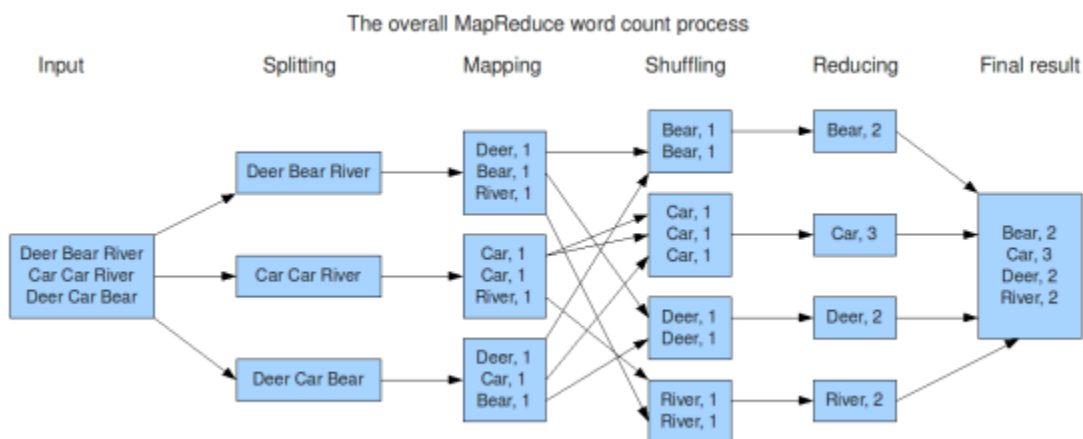 The overall MapReduce word count process
Input
Splitting
Mapping
Shuffling
Reducing
Final result
Deer Bear River
Car Car River
Deer Car Bear
Deer Bear River
Car Car River
Deer Car Bear
Deer, 1
Bear, 1
River, 1
Car, 1
Car, 1
River, 1
Deer, 1
Car, 1
Bear, 1
Bear, 1
Bear, 1
Car, 1
Car, 1
Car, 1
Deer, 1
Deer, 1
River, 1
River, 1
Bear, 2
Car, 3
Deer, 2
River, 2
Bear, 2
Car, 3
Deer, 2
River, 2